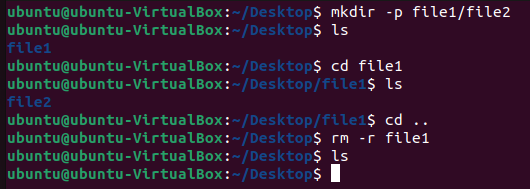 ubuntu@ubuntu-VirtualBox:~/Desktop$ mkdir -p file1/file2
ubuntu@ubuntu-VirtualBox:~/Desktop$ ls
file1
ubuntu@ubuntu-VirtualBox:~/Desktop$ cd file1
ubuntu@ubuntu-VirtualBox:~/Desktop/file1$ ls
file2
ubuntu@ubuntu-VirtualBox:~/Desktop/file1$ cd ..
ubuntu@ubuntu-VirtualBox:~/Desktop$ rm -r file1
ubuntu@ubuntu-VirtualBox:~/Desktop$ ls
ubuntu@ubuntu-VirtualBox:~/Desktop$